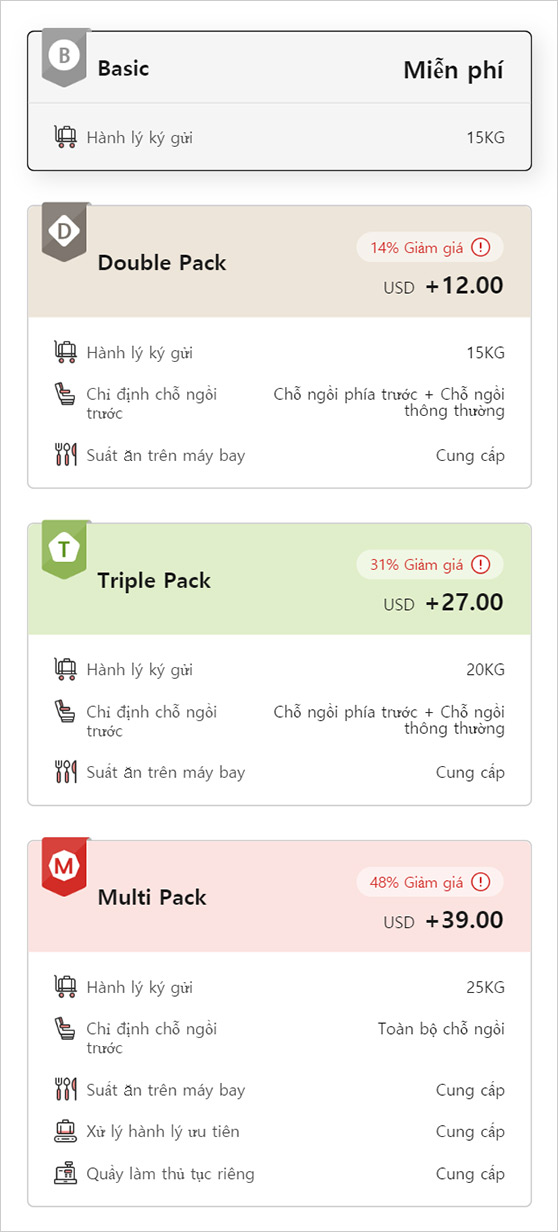 B
Basic
Miễn phí
Hành lý ký gửi
15KG
D
Double Pack
14% Giảm giá
USD +12.00
Hành lý ký gửi
15KG
Chỉ định chỗ ngồi
trước
Chỗ ngồi phía trước + Chỗ ngồi
thông thường
Suất ăn trên máy bay
Cung cấp
T
Triple Pack
31% Giảm giá
USD +27.00
Hành lý ký gửi
20KG
Chỉ định chỗ ngồi
trước
Chỗ ngồi phía trước + Chỗ ngồi
thông thường
Suất ăn trên máy bay
Cung cấp
M
Multi Pack
48% Giảm giá
USD +39.00
Hành lý ký gửi
25KG
Chỉ định chỗ ngồi
trước
Toàn bộ chỗ ngồi
Suất ăn trên máy bay
Cung cấp
Xử lý hành lý ưu tiên
Cung cấp
Quầy làm thủ tục riêng
Cung cấp